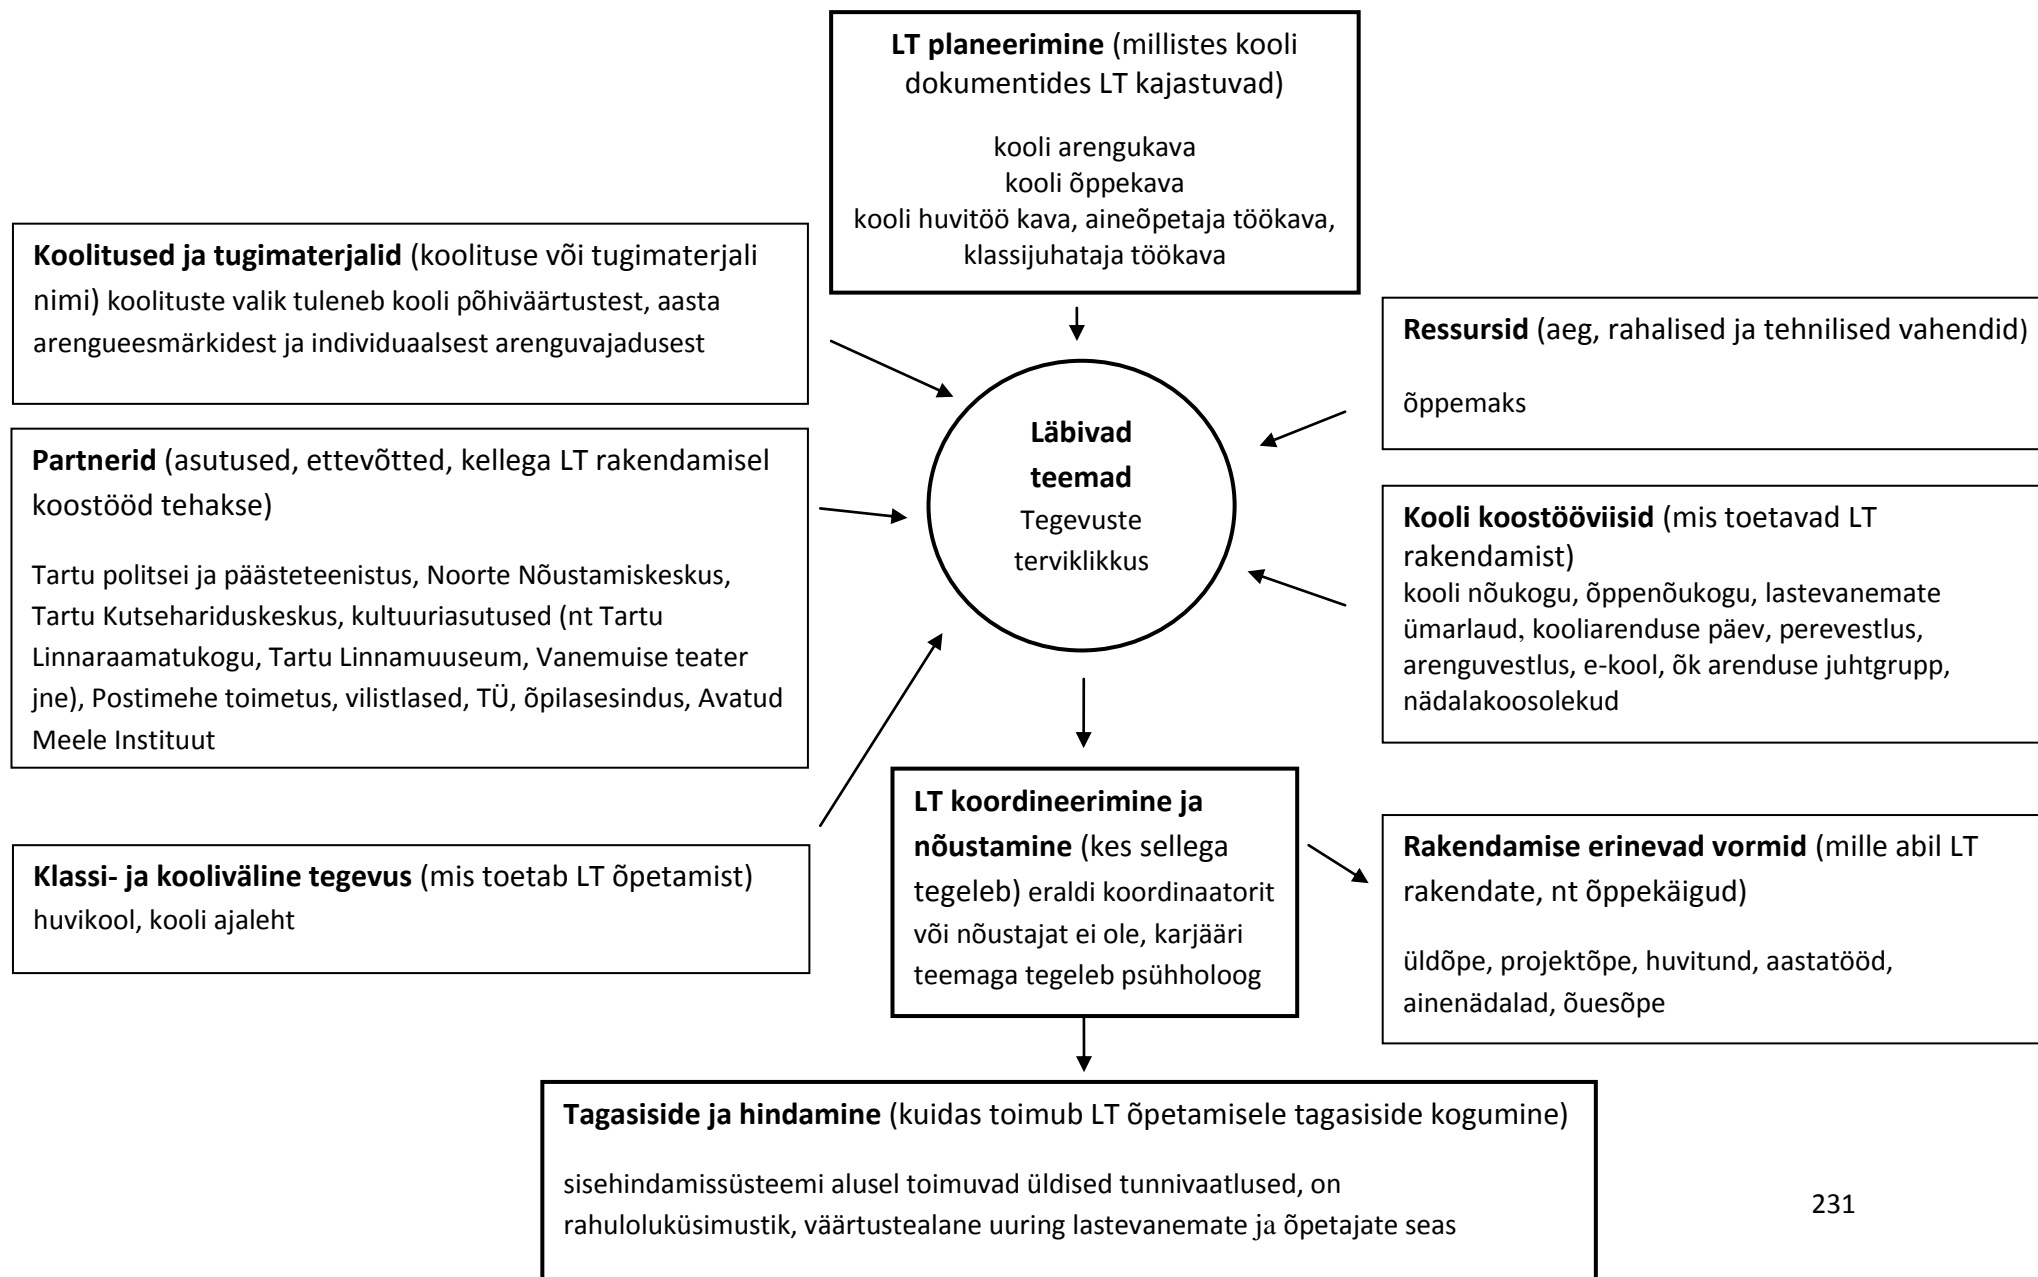 LT planeerimine (millistes kooli
dokumentides LT kajastuvad)
kooli arengukava
kooli õppekava
kooli huvitöö kava, aineõpetaja töökava,
klassijuhataja töökava
Koolitused ja tugimaterjalid (koolituse või tugimaterjali
nimi) koolituste valik tuleneb kooli põhiväärtustest, aasta
arengueesmärkidest ja individuaalsest arenguvajadusest
Ressursid (aeg, rahalised ja tehnilised vahendid)
õppemaks
Partnerid (asutused, ettevõtted, kellega LT rakendamisel
koostööd tehakse)
Tartu politsei ja päästeteenistus, Noorte Nõustamiskeskus,
Tartu Kutsehariduskeskus, kultuuriasutused (nt Tartu
Linnaraamatukogu, Tartu Linnamuuseum, Vanemuise teater
jne), Postimehe toimetus, vilistlased, TÜ, õpilasesindus, Avatud
Meele Instituut
Läbivad
teemad
Tegevuste
terviklikkus
Kooli koostööviisid (mis toetavad LT
rakendamist)
kooli nõukogu, õppenõukogu, lastevanemate
ümarlaud, kooliarenduse päev, perevestlus,
arenguvestlus, e-kool, õk arenduse juhtgrupp,
nädalakoosolekud
Klassi- ja kooliväline tegevus (mis toetab LT õpetamist)
huvikool, kooli ajaleht
LT koordineerimine ja
nõustamine (kes sellega
tegeleb) eraldi koordinaatorit
või nõustajat ei ole, karjääri
teemaga tegeleb psühholoog
Rakendamise erinevad vormid (mille abil LT
rakendate, nt õppekäigud)
üldõpe, projektõpe, huvitund, aastatööd,
ainenädalad, õuesõpe
Tagasiside ja hindamine (kuidas toimub LT õpetamisele tagasiside kogumine)
sisehindamissüsteemi alusel toimuvad üldised tunnivaatlused, on
rahuloluküsimustik, väärtustealane uuring lastevanemate ja õpetajate seas
231